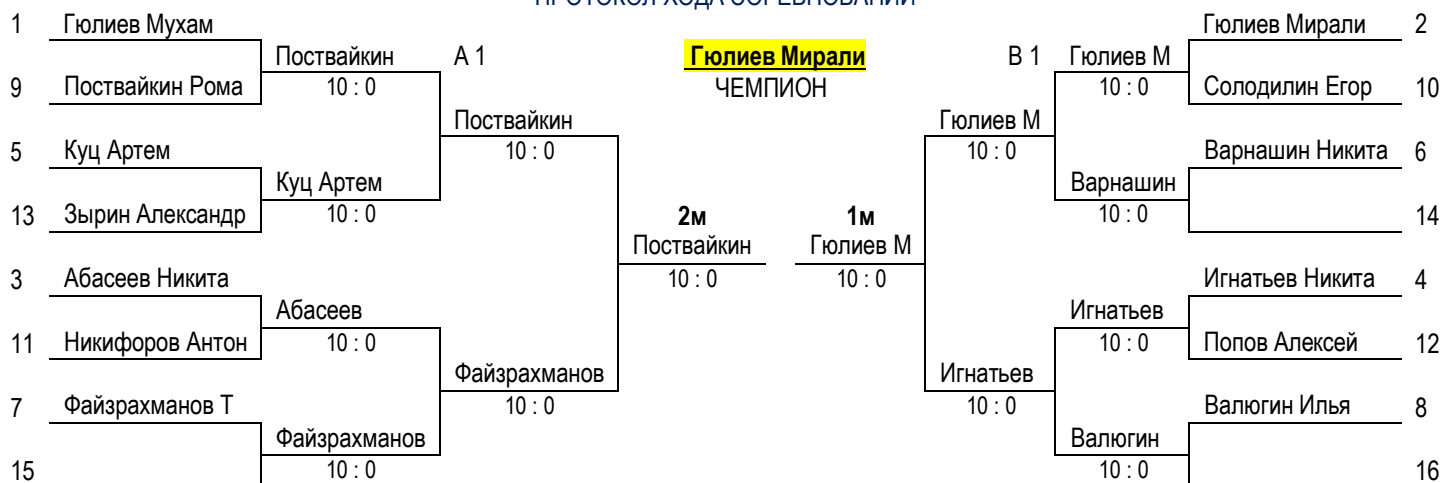 ПРОТОКОЛ ХОДА СОРЕВНОВАНИЙ
1 Гюлиев Мухам
Гюлиев Мирали 2
Поствайкин А 1
Гюлиев Мирали
В 1 Гюлиев М
9 Поствайкин Рома 10 : 0
ЧЕМПИОН
10 : 0 Солодилин Егор 10
Поствайкин
Гюлиев М
5 Куц Артем 10 : 0
10 : 0 Варнашин Никита 6
Куц Артем
Варнашин
13 Зырин Александр 10 : 0
2м 1м
10 : 0 14
Поствайкин Гюлиев М
3 Абасеев Никита
10 : 0 10 : 0
Игнатьев Никита 4
Абасеев
Игнатьев
11 Никифоров Антон 10 : 0
10 : 0 Попов Алексей 12
Файзрахманов
Игнатьев
7 Файзрахманов Т 10 : 0
10 : 0 Валюгин Илья 8
Файзрахманов
Валюгин
15 10 : 0
10 : 0 16